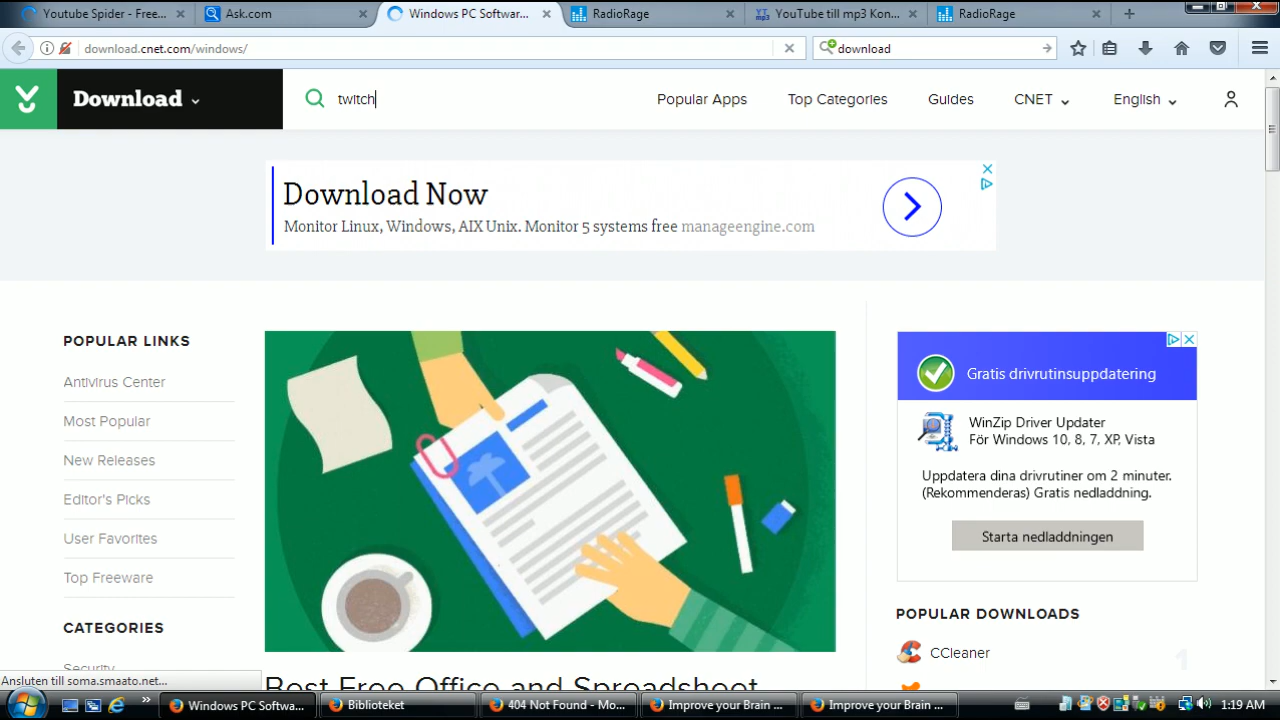 Youtube Spider - Free...
Ask.com
Windows PC Softwar...
RadioRage
YouTube till mp3 Kon...
RadioRage
download.cnet.com/windows/
download
Download
twitch
Popular Apps
Top Categories
Guides
CNET
English
Download Now
Monitor Linux, Windows, AIX Unix. Monitor 5 systems free manageengine.com
POPULAR LINKS
Antivirus Center
Most Popular
New Releases
Editor's Picks
User Favorites
Top Freeware
CATEGORIES
Security
Best Free Office and Spreadsheet
Gratis drivrutinsuppdatering
WinZip Driver Updater
För Windows 10, 8, 7, XP, Vista
Uppdatera dina drivrutiner om 2 minuter.
(Rekommenderas) Gratis nedladdning.
Starta nedladdningen
POPULAR DOWNLOADS
CCleaner
1
Ansluten till soma.smaato.net...
Windows PC Softwa...
Biblioteket
404 Not Found - Mo...
Improve your Brain ...
Improve your Brain ...
1:19 AM